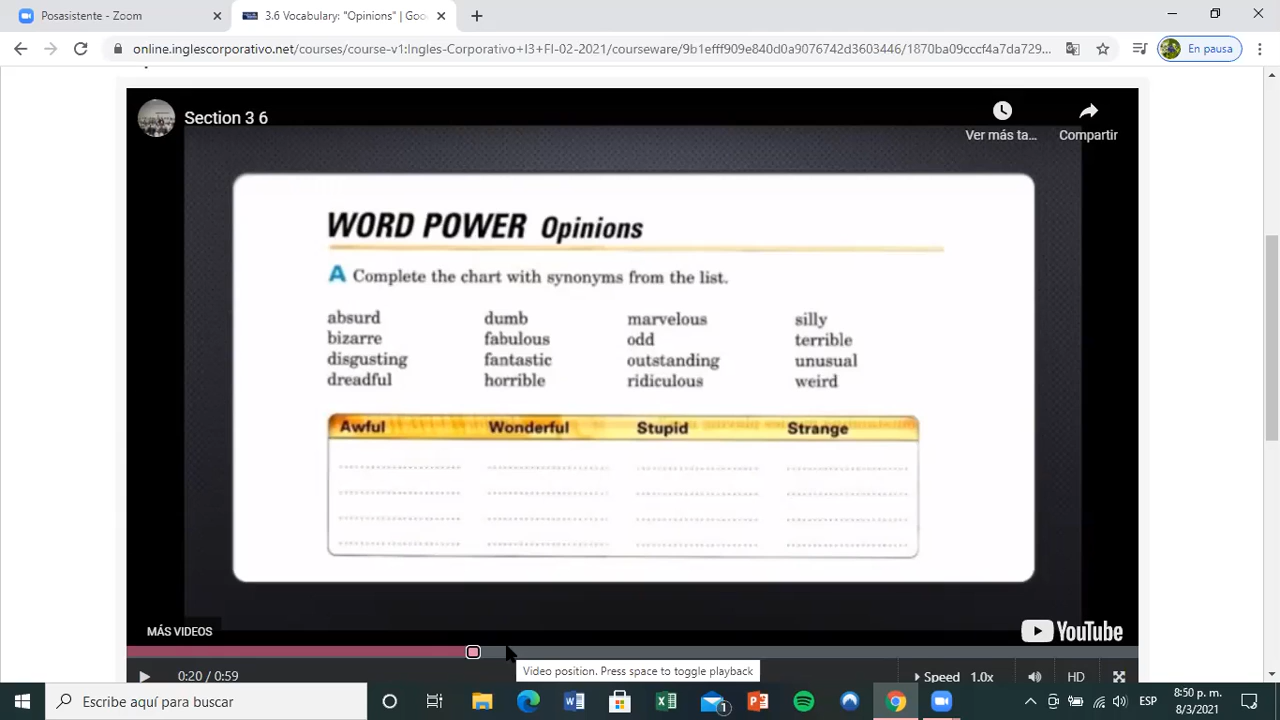 Posasistente - Zoom
3.6 Vocabulary: "Opinions" | Goo
online.inglescorporativo.net/courses/course-v1:Ingles-Corporativo+I3+FI-02-2021/courseware/9b1efff909e840d0a9076742d3603446/1870ba09cccf4a7da729...
En pausa
Section 3 6
Ver más ta...
Compartir
WORD POWER Opinions
A Complete the chart with synonyms from the list.
absurd dumb marvelous silly
bizarre fabulous odd terrible
disgusting fantastic outstanding unusual
dreadful horrible ridiculous weird
Awful Wonderful Stupid Strange
MÁS VIDEOS
YouTube
Video position. Press space to toggle playback
0:20 / 0:59
Speed 1.0x
HD
Escribe aquí para buscar
1
ESP
8:50 p. m.
8/3/2021